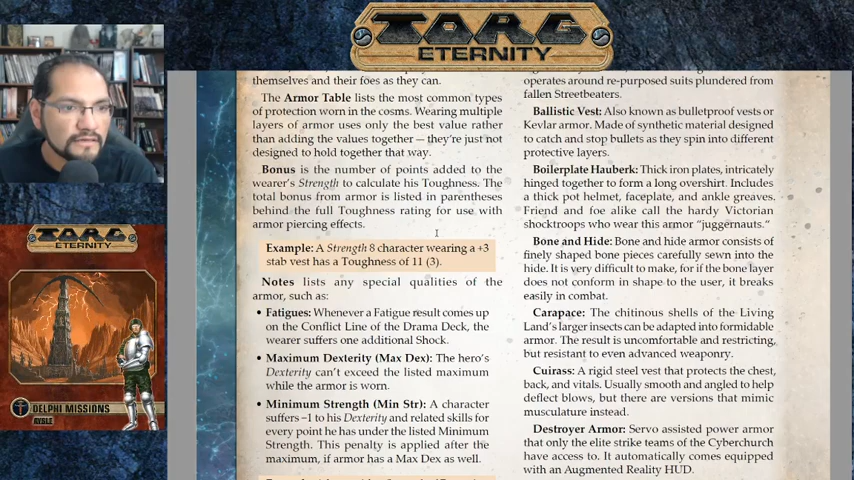 TORG
ETERNITY
themselves and their foes as they can.
The Armor Table lists the most common types
of protection worn in the cosms. Wearing multiple
layers of armor uses only the best value rather
than adding the values together — they're just not
designed to hold together that way.
Bonus is the number of points added to the
wearer's Strength to calculate his Toughness. The
total bonus from armor is listed in parentheses
behind the full Toughness rating for use with
armor piercing effects.
Example: A Strength 8 character wearing a +3
stab vest has a Toughness of 11 (3).
Notes lists any special qualities of the
armor, such as:
• Fatigues: Whenever a Fatigue result comes up
on the Conflict Line of the Drama Deck, the
wearer suffers one additional Shock.
• Maximum Dexterity (Max Dex): The hero's
Dexterity can't exceed the listed maximum
while the armor is worn.
• Minimum Strength (Min Str): A character
suffers –1 to his Dexterity and related skills for
every point he has under the listed Minimum
Strength. This penalty is applied after the
maximum, if armor has a Max Dex as well.
operates around re-purposed suits plundered from
fallen Streetbeaters.
Ballistic Vest: Also known as bulletproof vests or
Kevlar armor. Made of synthetic material designed
to catch and stop bullets as they spin into different
protective layers.
Boilerplate Hauberk: Thick iron plates, intricately
hinged together to form a long overshirt. Includes
a thick pot helmet, faceplate, and ankle greaves.
Friend and foe alike call the hardy Victorian
shocktroops who wear this armor "juggernauts."
Bone and Hide: Bone and hide armor consists of
finely shaped bone pieces carefully sewn into the
hide. It is very difficult to make, for if the bone layer
does not conform in shape to the user, it breaks
easily in combat.
Carapace: The chitinous shells of the Living
Land's larger insects can be adapted into formidable
armor. The result is uncomfortable and restricting,
but resistant to even advanced weaponry.
Cuirass: A rigid steel vest that protects the chest,
back, and vitals. Usually smooth and angled to help
deflect blows, but there are versions that mimic
musculature instead.
Destroyer Armor: Servo assisted power armor
that only the elite strike teams of the Cyberchurch
have access to. It automatically comes equipped
with an Augmented Reality HUD.
TORG
ETERNITY
DELPHI MISSIONS
AYSLE